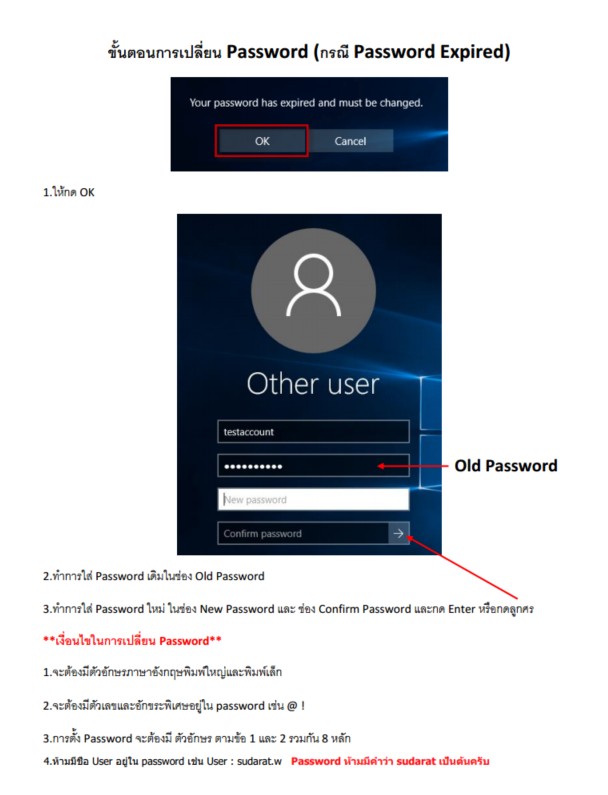 ขั้นตอนการเปลี่ยน Password (กรณี Password Expired)
Your password has expired and must be changed.
OK Cancel
1.ให้กด OK
Other user
testaccount
Old Password
New password
Confirm password
2.ทำการใส่ Password เดิมในช่อง Old Password
3.ทำการใส่ Password ใหม่ ในช่อง New Password และ ช่อง Confirm Password และกด Enter หรือกดลูกศร
**เงื่อนไขในการเปลี่ยน Password**
1.จะต้องมีตัวอักษรภาษาอังกฤษพิมพ์ใหญ่และพิมพ์เล็ก
2.จะต้องมีตัวเลขและอักขระพิเศษอยู่ใน password เช่น @ !
3.การตั้ง Password จะต้องมี ตัวอักษร ตามข้อ 1 และ 2 รวมกัน 8 หลัก
4.ห้ามมีชื่อ User อยู่ใน password เช่น User : sudarat.w Password ห้ามมีคำว่า sudarat เป็นต้นครับ